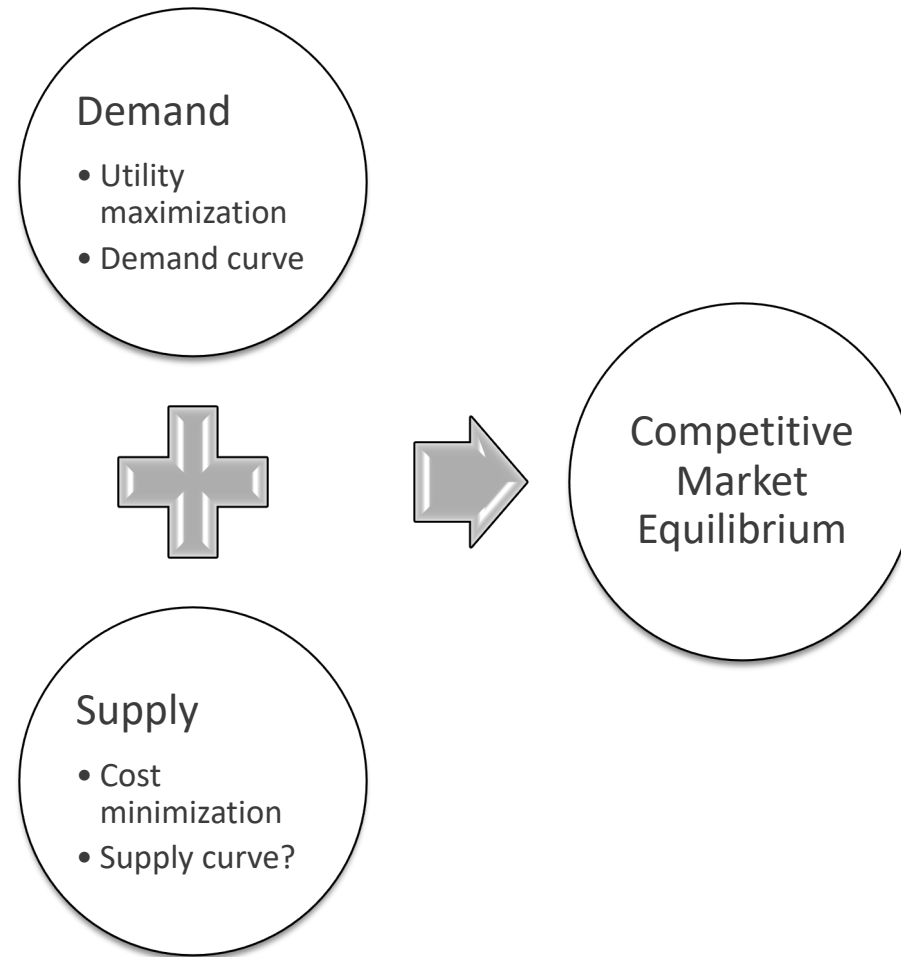 Demand
• Utility
maximization
• Demand curve
Competitive
Market
Equilibrium
Supply
• Cost
minimization
• Supply curve?